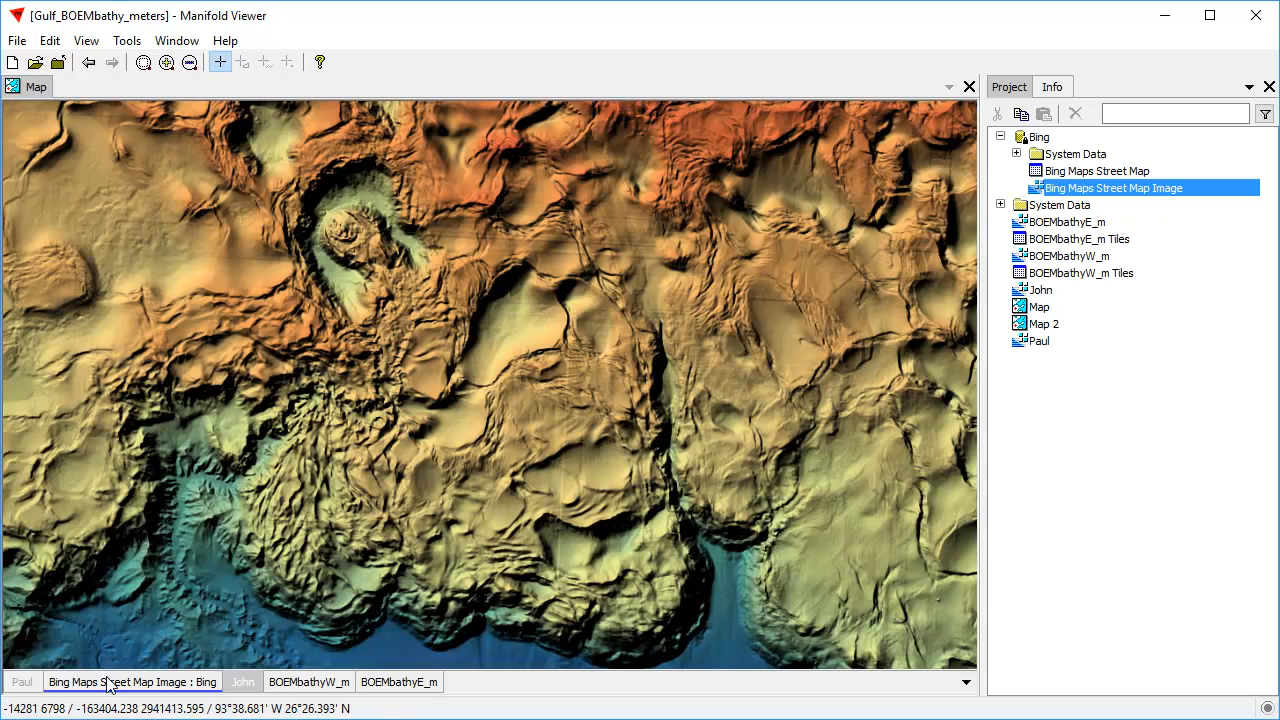 [Gulf_BOEMbathy_meters] - Manifold Viewer
File Edit View Tools Window Help
Map
Project Info
Bing
System Data
Bing Maps Street Map
Bing Maps Street Map Image
System Data
BOEMbathyE_m
BOEMbathyE_m Tiles
BOEMbathyW_m
BOEMbathyW_m Tiles
John
Map
Map 2
Paul
Paul Bing Maps Street Map Image : Bing John BOEMbathyW_m BOEMbathyE_m
-14281 6798 / -163404.238 2941413.595 / 93°38.681' W 26°26.393' N